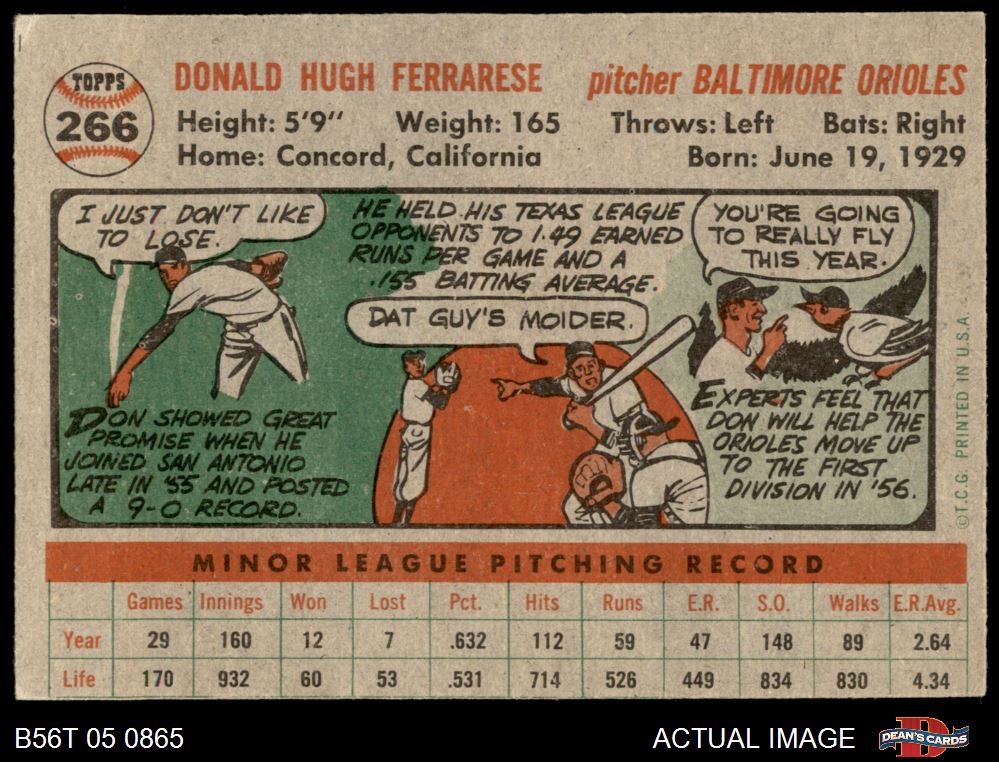 TOPPS
266
DONALD HUGH FERRARESE
pitcher BALTIMORE ORIOLES
Height: 5'9" Weight: 165 Throws: Left Bats: Right
Home: Concord, California Born: June 19, 1929
I JUST DON'T LIKE
TO LOSE.
DON SHOWED GREAT
PROMISE WHEN HE
JOINED SAN ANTONIO
LATE IN '55 AND POSTED
A 9-0 RECORD.
HE HELD HIS TEXAS LEAGUE
OPPONENTS TO 1.49 EARNED
RUNS PER GAME AND A
.155 BATTING AVERAGE.
DAT GUY'S MOIDER.
YOU'RE GOING
TO REALLY FLY
THIS YEAR.
EXPERTS FEEL THAT
DON WILL HELP THE
ORIOLES MOVE UP
TO THE FIRST
DIVISION IN '56.
©T.C.G. PRINTED IN U.S.A.
MINOR LEAGUE PITCHING RECORD
Games Innings Won Lost Pct. Hits Runs E.R. S.O. Walks E.R.Avg.
Year 29 160 12 7 .632 112 59 47 148 89 2.64
Life 170 932 60 53 .531 714 526 449 834 830 4.34
B56T 05 0865
ACTUAL IMAGE
DEAN'S CARDS